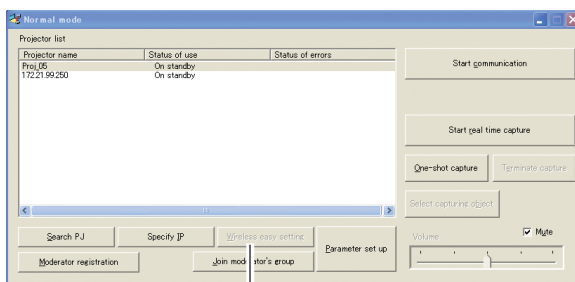 Normal mode
Projector list
Projector name Status of use Status of errors
Proj_05 On standby
172.21.99.250 On standby
Start communication
Start real time capture
One-shot capture Terminate capture
Select capturing object
Search PJ Specify IP Wireless easy setting Parameter set up
Moderator registration Join moderator's group
Volume Mute